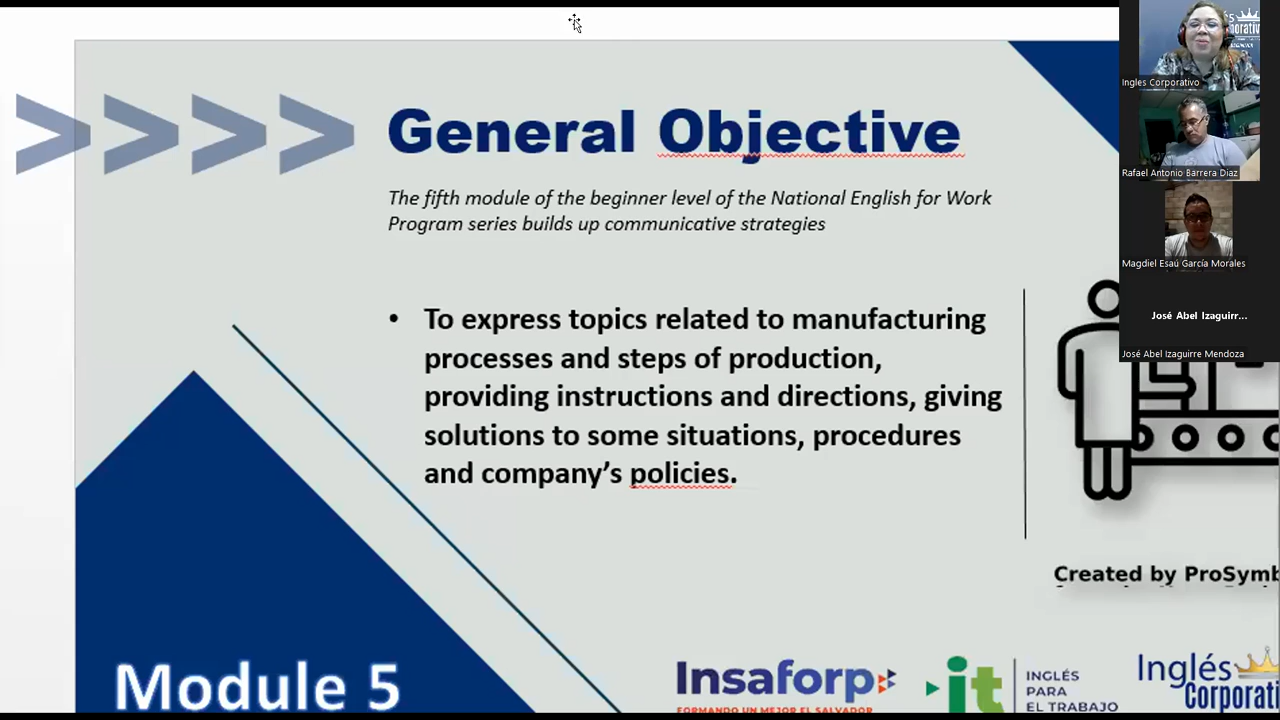 >>>>
General Objective
The fifth module of the beginner level of the National English for Work
Program series builds up communicative strategies
• To express topics related to manufacturing
processes and steps of production,
providing instructions and directions, giving
solutions to some situations, procedures
and company's policies.
Created by ProSymb
Module 5
Insaforp
FORMANDO UN MEJOR EL SALVADOR
it
INGLÉS
PARA
EL TRABAJO
Inglés
Corporati
Ingles Corporativo
Rafael Antonio Barrera Diaz
Magdiel Esaú García Morales
José Abel Izaguirr...
José Abel Izaguirre Mendoza